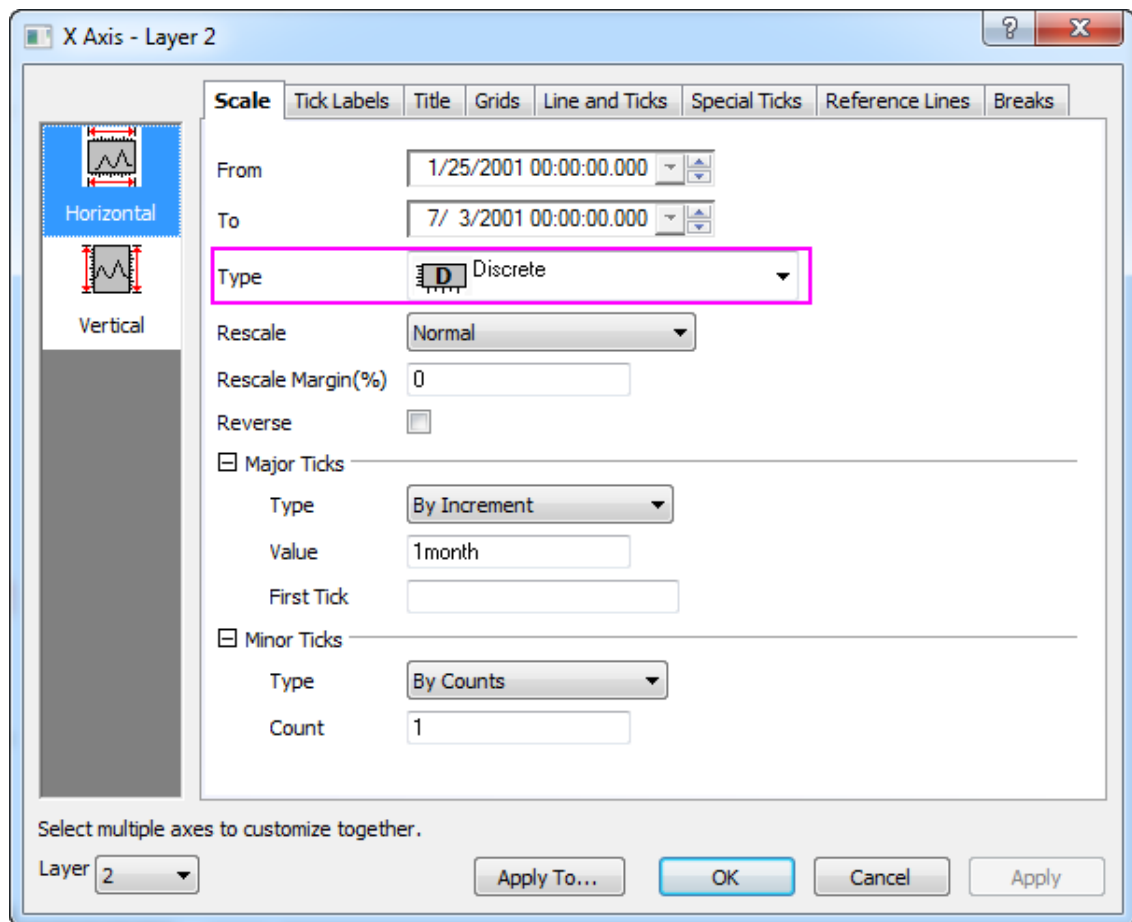 X Axis - Layer 2
Scale Tick Labels Title Grids Line and Ticks Special Ticks Reference Lines Breaks
Horizontal
Vertical
From 1/25/2001 00:00:00.000
To 7/ 3/2001 00:00:00.000
Type D Discrete
Rescale Normal
Rescale Margin(%) 0
Reverse
Major Ticks
Type By Increment
Value 1month
First Tick
Minor Ticks
Type By Counts
Count 1
Select multiple axes to customize together.
Layer 2 Apply To... OK Cancel Apply